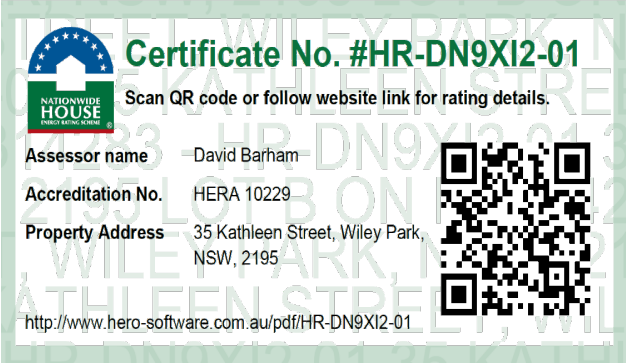 Certificate No. #HR-DN9XI2-01
Scan QR code or follow website link for rating details.
NATIONWIDE
HOUSE
ENERGY RATING SCHEME ®
Assessor name David Barham
Accreditation No. HERA 10229
Property Address 35 Kathleen Street, Wiley Park,
NSW, 2195
http://www.hero-software.com.au/pdf/HR-DN9XI2-01